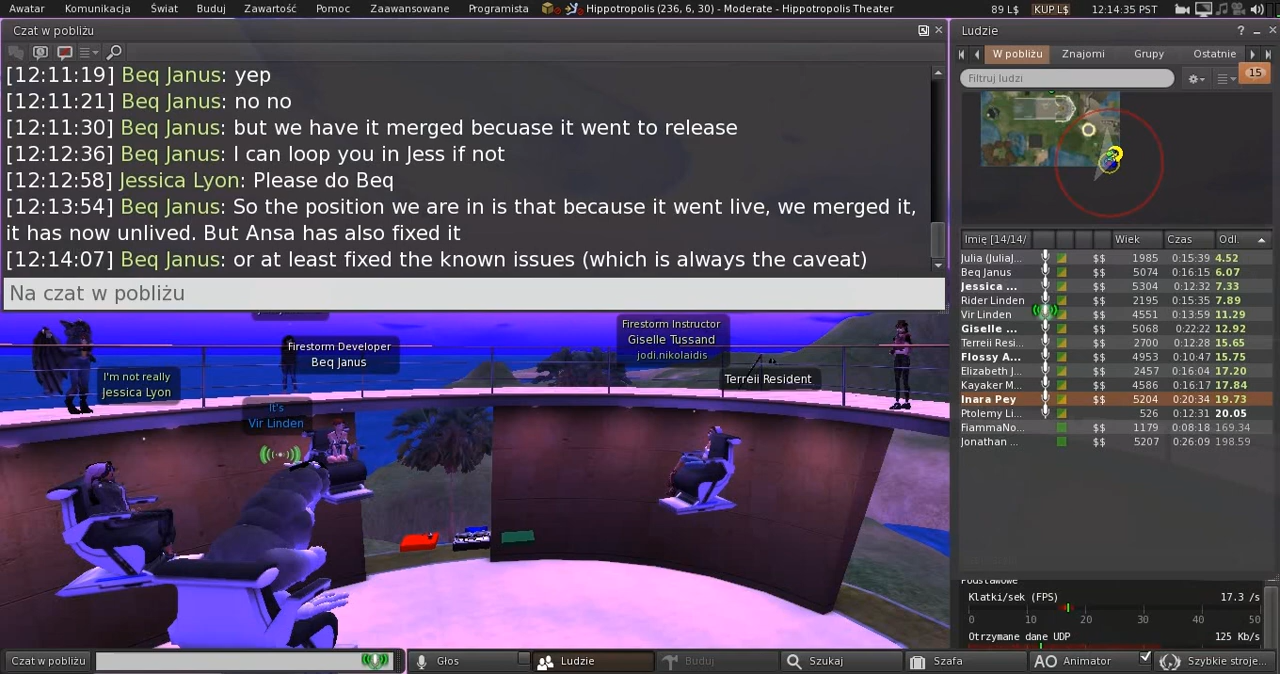 Awatar Komunikacja Świat Buduj Zawartość Pomoc Zaawansowane Programista Hippotropolis (236, 6, 30) - Moderate - Hippotropolis Theater 89 L$ KUP L$ 12:14:35 PST
Czat w pobliżu
[12:11:19] Beq Janus: yep
[12:11:21] Beq Janus: no no
[12:11:30] Beq Janus: but we have it merged becuase it went to release
[12:12:36] Beq Janus: I can loop you in Jess if not
[12:12:58] Jessica Lyon: Please do Beq
[12:13:54] Beq Janus: So the position we are in is that because it went live, we merged it,
it has now unlived. But Ansa has also fixed it
[12:14:07] Beq Janus: or at least fixed the known issues (which is always the caveat)
Na czat w pobliżu
Firestorm Developer
Beq Janus
Firestorm Instructor
Giselle Tussand
jodi.nikolaidis
I'm not really
Jessica Lyon
Terreii Resident
It's
Vir Linden
Ludzie
W pobliżu Znajomi Grupy Ostatnie
Filtruj ludzi
15
Imię [14/14/ Wiek Czas Odl.
Julia (JuliaJ... $$ 1985 0:15:39 4.52
Beq Janus $$ 5074 0:16:15 6.07
Jessica ... $$ 5304 0:12:32 7.33
Rider Linden $$ 2195 0:15:35 7.89
Vir Linden $$ 4551 0:13:59 11.29
Giselle ... $$ 5068 0:22:22 12.92
Terreii Resi... $$ 2700 0:12:28 15.65
Flossy A... $$ 4953 0:10:47 15.75
Elizabeth J... $$ 2457 0:16:04 17.20
Kayaker M... $$ 4586 0:16:17 17.84
Inara Pey $$ 5204 0:20:34 19.73
Ptolemy Li... 526 0:12:31 20.05
FiammaNo... $$ 1179 0:08:18 169.34
Jonathan ... $$ 5207 0:26:09 198.59
Podstawowe
Klatki/sek (FPS) 17.3 /s
0 10 20 30 40 50
Otrzymane dane UDP 125 Kb/s
Czat w pobliżu Głos Ludzie Buduj Szukaj Szafa AO Animator Szybkie stroje...